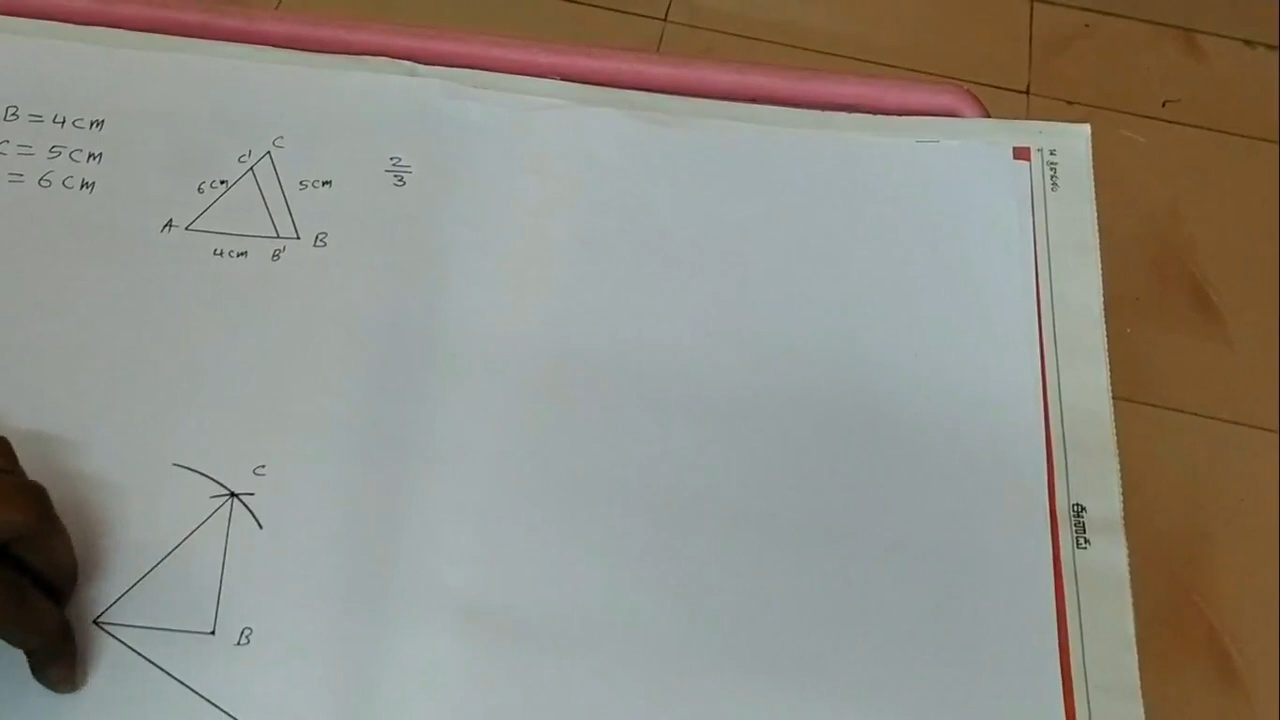 B = 4cm
C = 5cm
= 6cm
C' C
6cm 5cm
A B
4cm B'
2
3
C
B